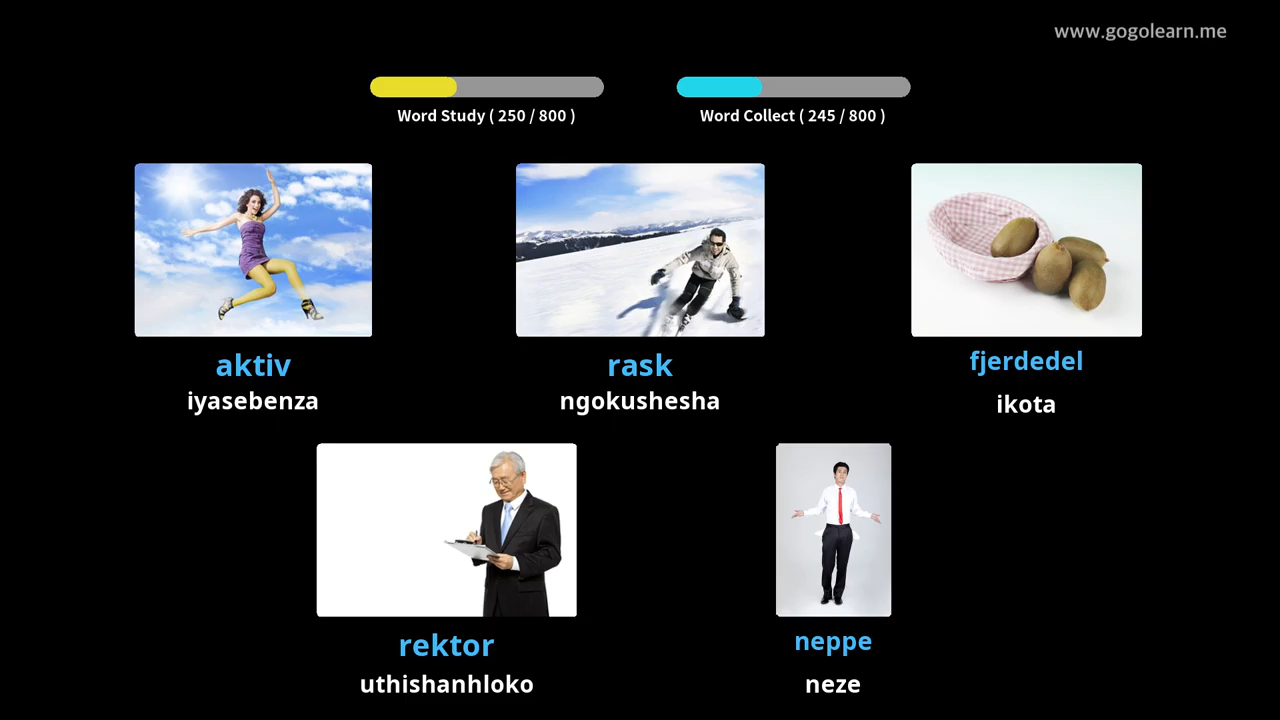 www.gogolearn.me
Word Study ( 250 / 800 )
Word Collect ( 245 / 800 )
aktiv
iyasebenza
rask
ngokushesha
fjerdedel
ikota
rektor
uthishanhloko
neppe
neze